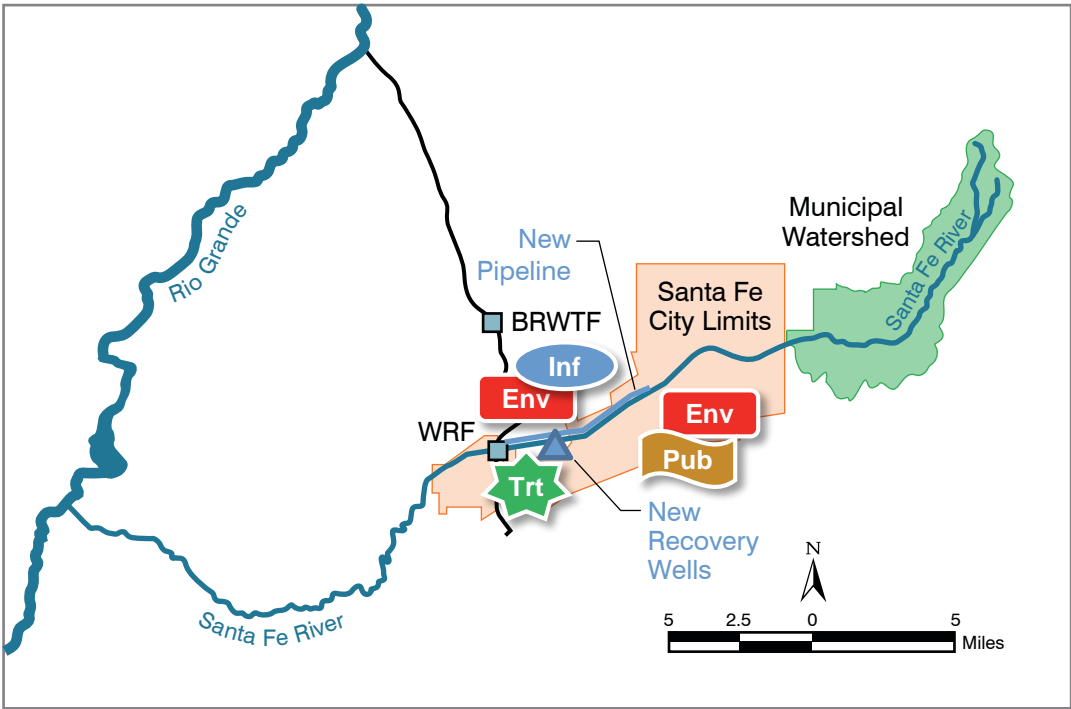 Rio Grande
Municipal
Watershed
Santa Fe River
New
Pipeline
Santa Fe
City Limits
BRWTF
Inf
Env
Env
WRF
Pub
Trt
New
Recovery
Wells
Santa Fe River
N
5 2.5 0 5
Miles